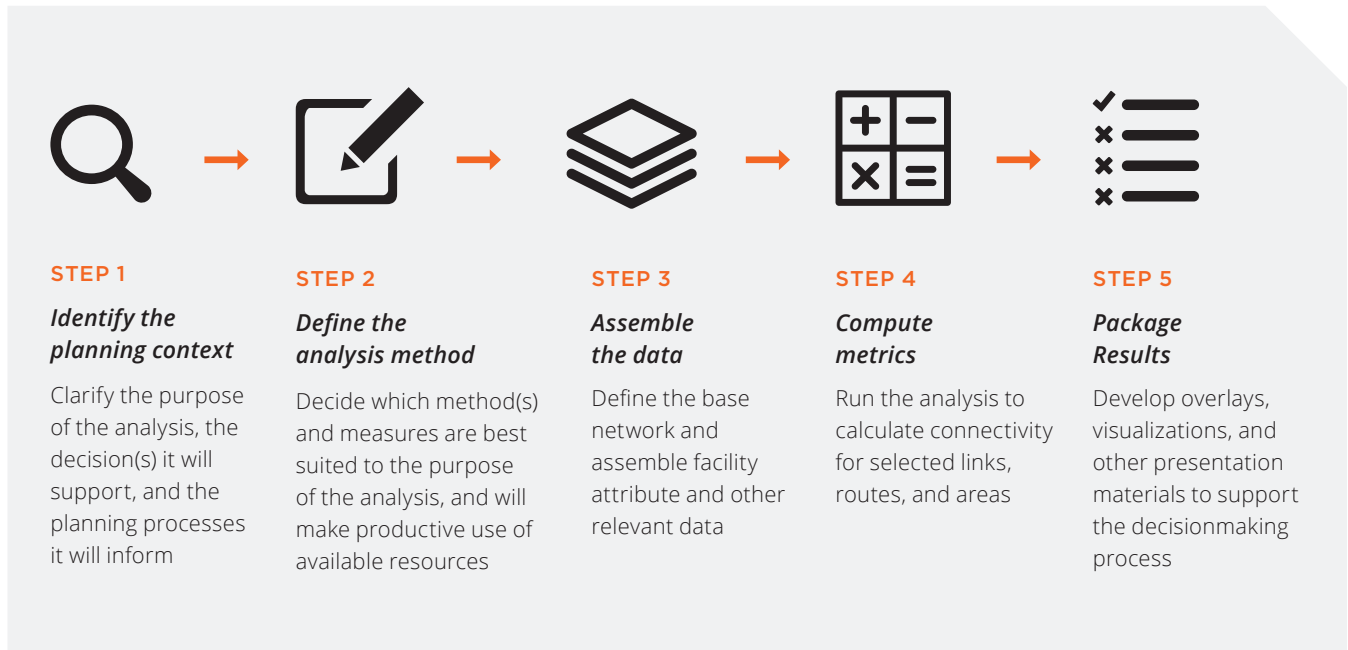 STEP 1
Identify the
planning context
Clarify the purpose
of the analysis, the
decision(s) it will
support, and the
planning processes
it will inform
STEP 2
Define the
analysis method
Decide which method(s)
and measures are best
suited to the purpose
of the analysis, and will
make productive use of
available resources
STEP 3
Assemble
the data
Define the base
network and
assemble facility
attribute and other
relevant data
STEP 4
Compute
metrics
Run the analysis to
calculate connectivity
for selected links,
routes, and areas
STEP 5
Package
Results
Develop overlays,
visualizations, and
other presentation
materials to support
the decisionmaking
process